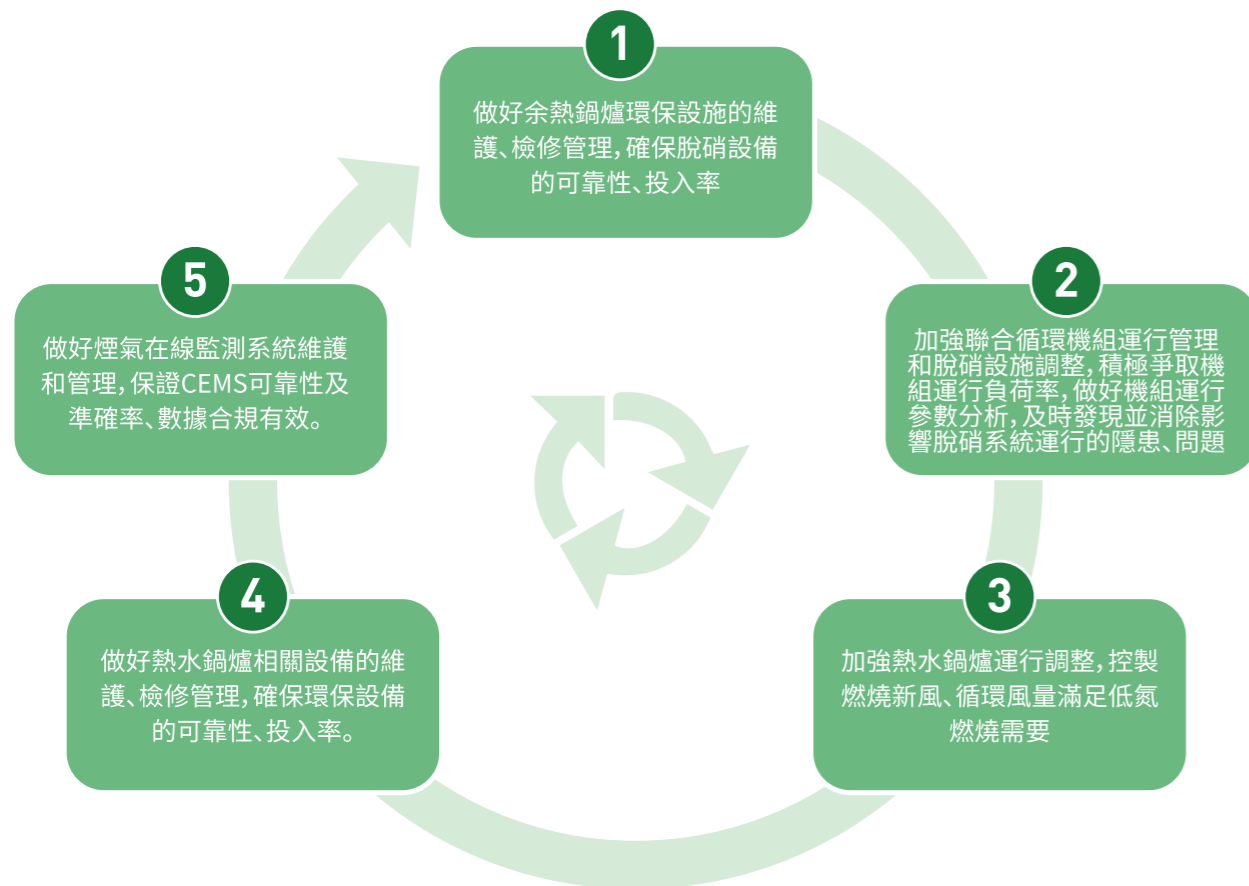 1
做好余熱鍋爐環保設施的維
護、檢修管理，確保脫硝設備
的可靠性、投入率
2
加強聯合循環機組運行管理
和脫硝設施調整，積極爭取機
組運行負荷率，做好機組運行
參數分析，及時發現並消除影
響脫硝系統運行的隱患、問題
3
加強熱水鍋爐運行調整，控製
燃燒新風、循環風量滿足低氮
燃燒需要
4
做好熱水鍋爐相關設備的維
護、檢修管理，確保環保設備
的可靠性、投入率。
5
做好煙氣在線監測系統維護
和管理，保證CEMS可靠性及
準確率、數據合規有效。